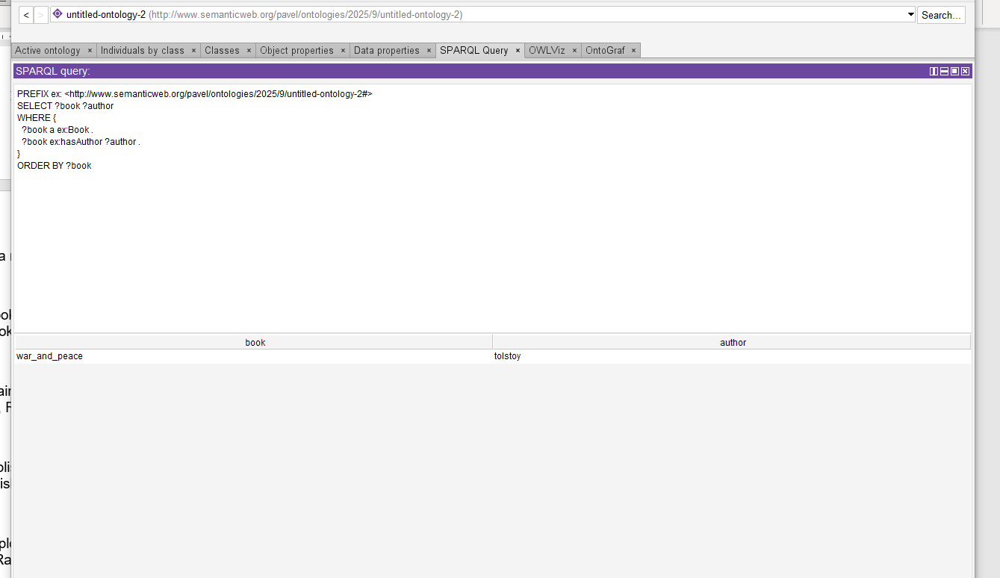 < > untitled-ontology-2 (http://www.semanticweb.org/pavel/ontologies/2025/9/untitled-ontology-2) Search...
Active ontology × Individuals by class × Classes × Object properties × Data properties × SPARQL Query × OWLViz × OntoGraf ×
SPARQL query:
PREFIX ex: <http://www.semanticweb.org/pavel/ontologies/2025/9/untitled-ontology-2#>
SELECT ?book ?author
WHERE {
?book a ex:Book .
?book ex:hasAuthor ?author .
}
ORDER BY ?book
book author
war_and_peace tolstoy